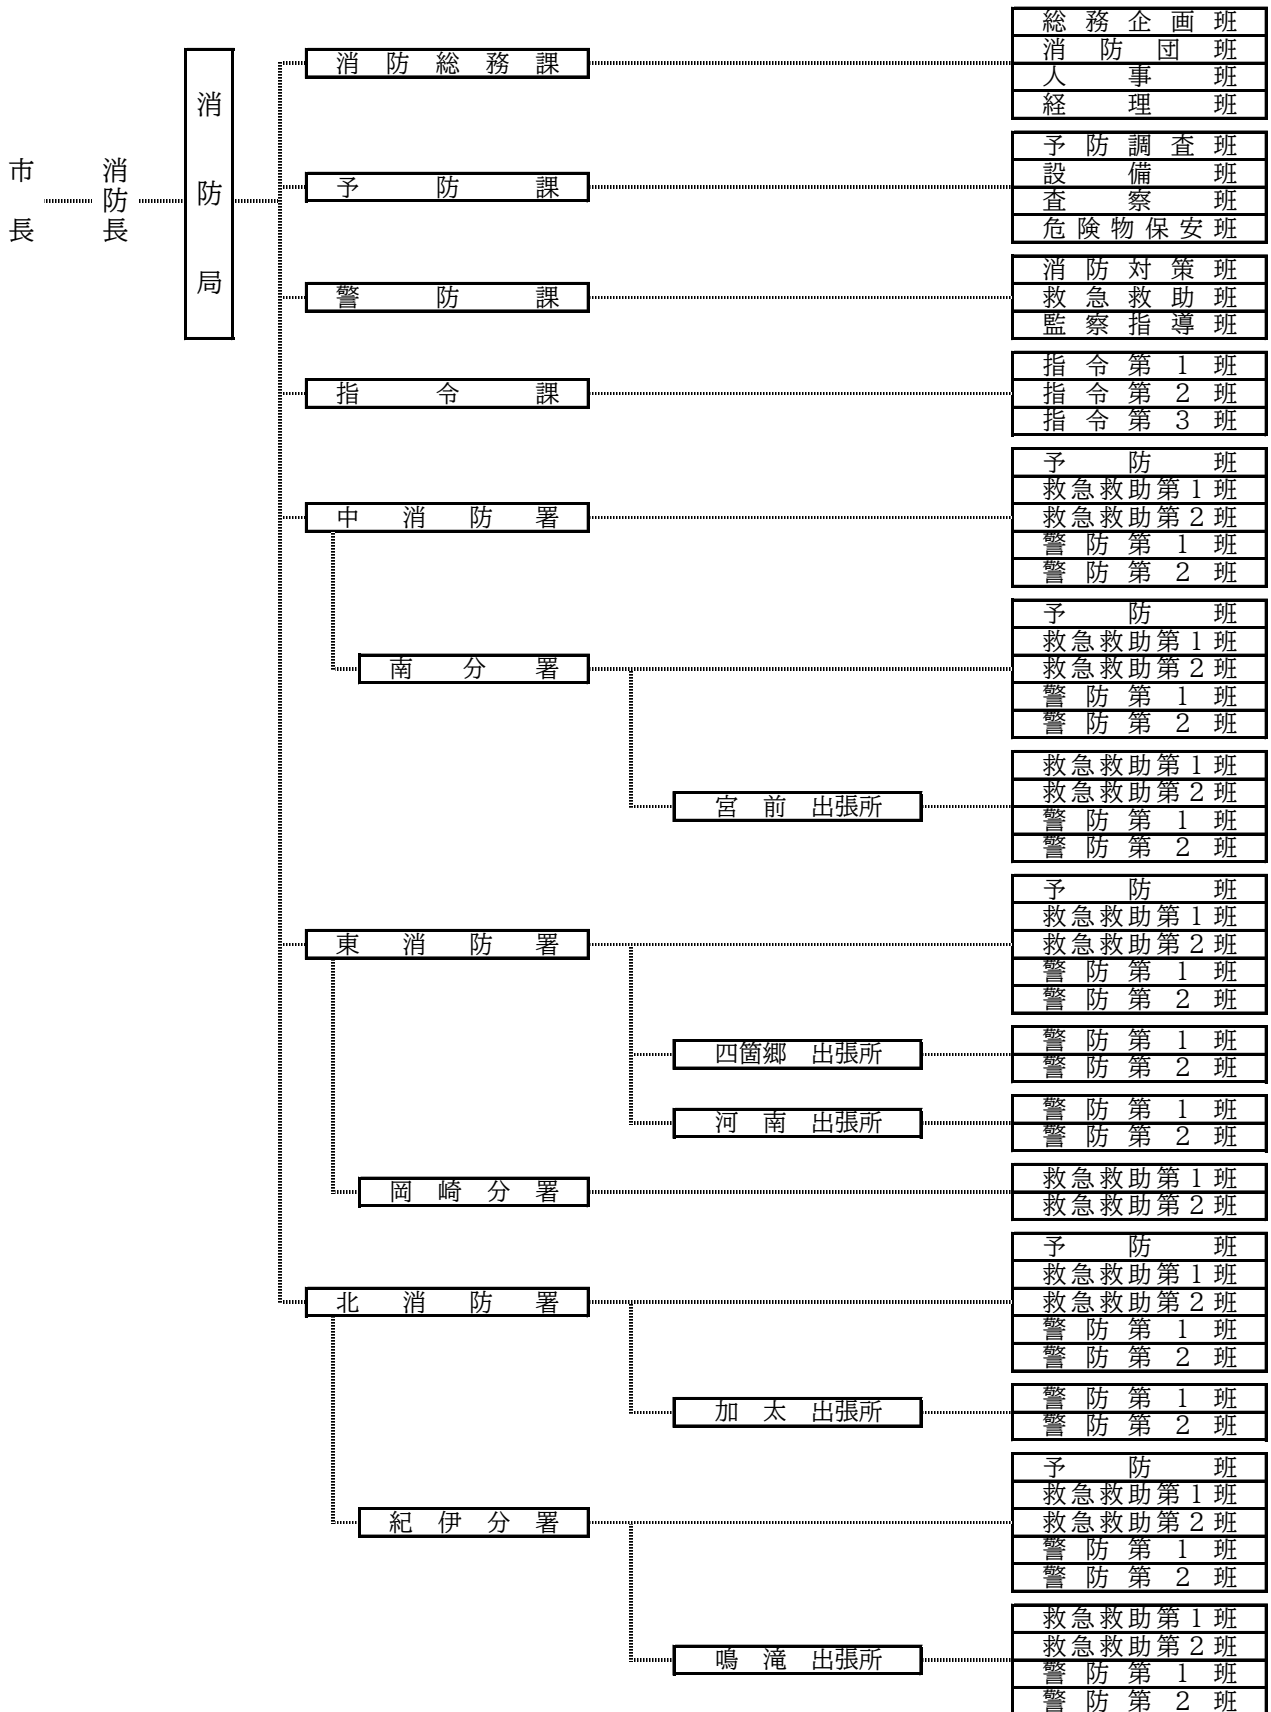 市長
消防長
消防局
消防総務課
総務企画班
消防団班
人事班
経理班
予防課
予防調査班
設備班
査察班
危険物保安班
警防課
消防対策班
救急救助班
監察指導班
指令課
指令第1班
指令第2班
指令第3班
中消防署
予防班
救急救助第1班
救急救助第2班
警防第1班
警防第2班
南分署
予防班
救急救助第1班
救急救助第2班
警防第1班
警防第2班
宮前出張所
救急救助第1班
救急救助第2班
警防第1班
警防第2班
東消防署
予防班
救急救助第1班
救急救助第2班
警防第1班
警防第2班
四箇郷出張所
警防第1班
警防第2班
河南出張所
警防第1班
警防第2班
岡崎分署
救急救助第1班
救急救助第2班
北消防署
予防班
救急救助第1班
救急救助第2班
警防第1班
警防第2班
加太出張所
警防第1班
警防第2班
紀伊分署
予防班
救急救助第1班
救急救助第2班
警防第1班
警防第2班
鳴滝出張所
救急救助第1班
救急救助第2班
警防第1班
警防第2班